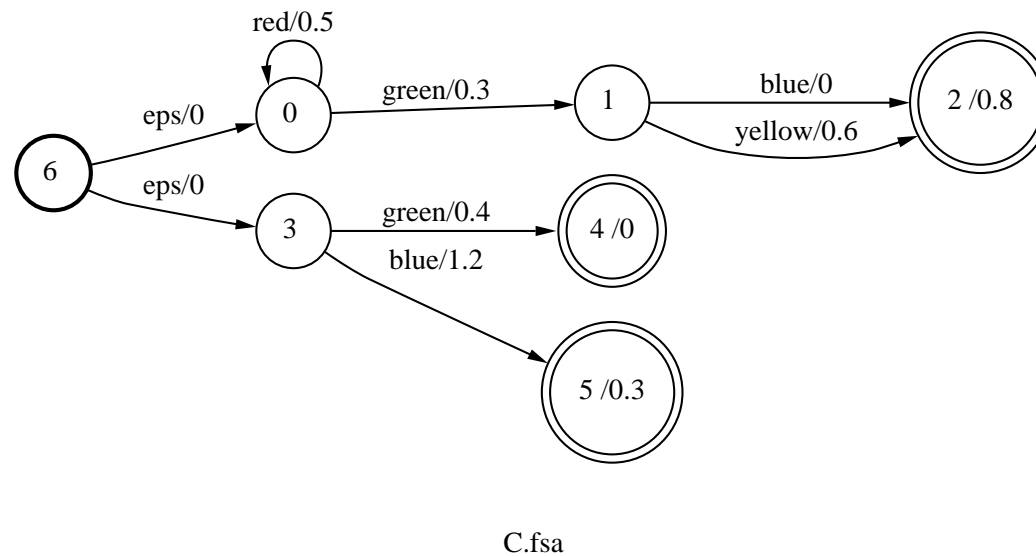 red/0.5
eps/0
0
green/0.3
1
blue/0
yellow/0.6
2 /0.8
6
eps/0
3
green/0.4
4 /0
blue/1.2
5 /0.3
C.fsa